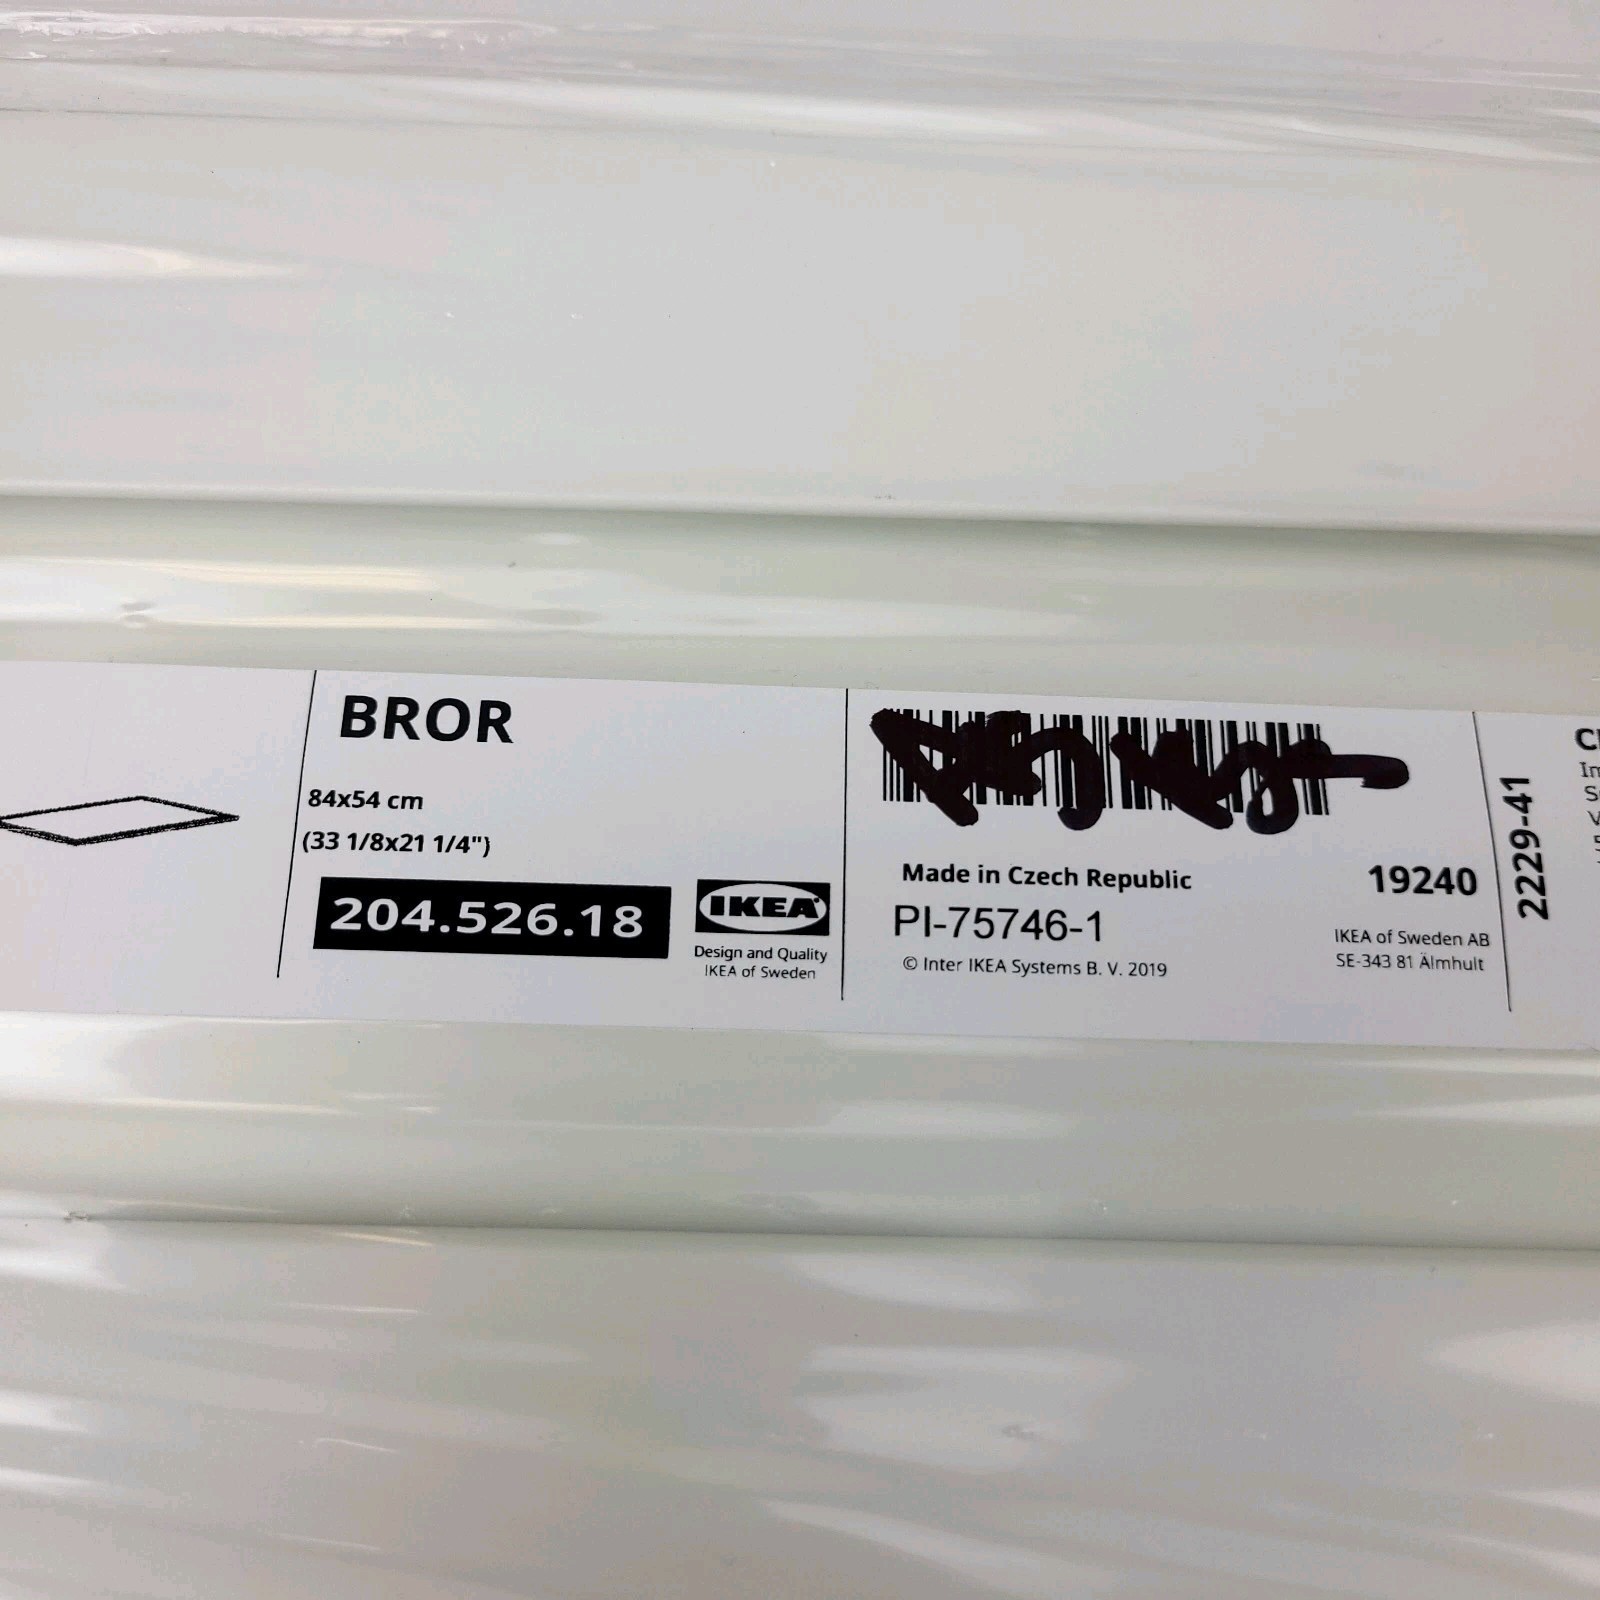 BROR
84x54 cm
(33 1/8x21 1/4")
204.526.18
IKEA
Design and Quality
IKEA of Sweden
Made in Czech Republic
19240
PI-75746-1
© Inter IKEA Systems B. V. 2019
IKEA of Sweden AB
SE-343 81 Älmhult
2229-41